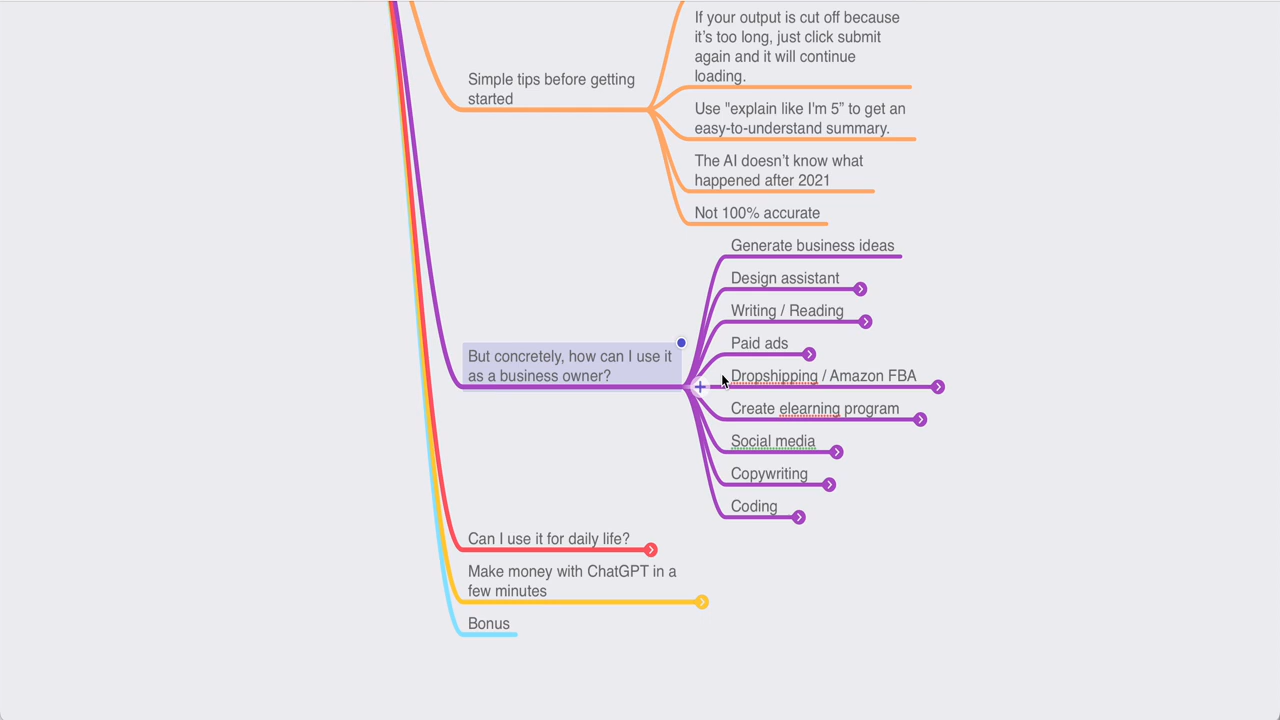 If your output is cut off because
it’s too long, just click submit
again and it will continue
loading.
Simple tips before getting
started
Use "explain like I'm 5” to get an
easy-to-understand summary.
The AI doesn’t know what
happened after 2021
Not 100% accurate
But concretely, how can I use it
as a business owner?
Generate business ideas
Design assistant
Writing / Reading
Paid ads
Dropshipping / Amazon FBA
Create elearning program
Social media
Copywriting
Coding
Can I use it for daily life?
Make money with ChatGPT in a
few minutes
Bonus